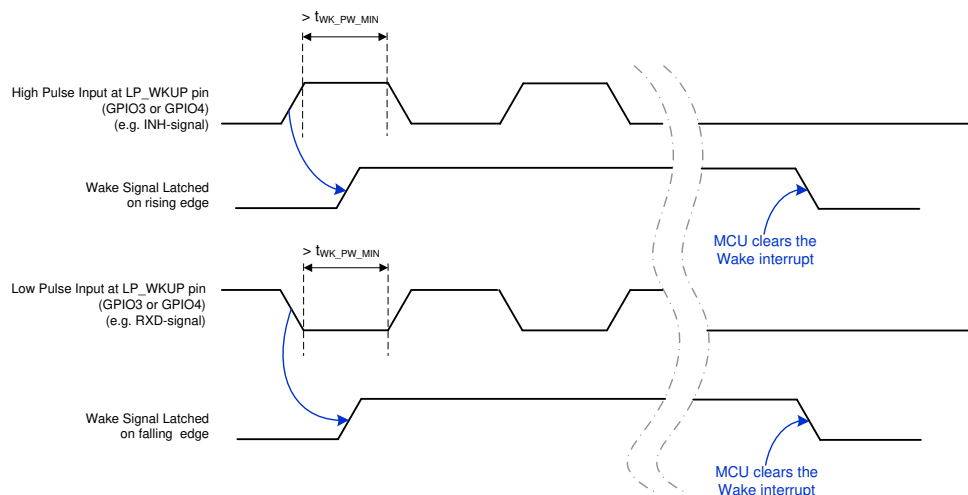 > tWK_PW_MIN
High Pulse Input at LP_WKUP pin
(GPIO3 or GPIO4)
(e.g. INH-signal)
Wake Signal Latched
on rising edge
MCU clears the
Wake interrupt
> tWK_PW_MIN
Low Pulse Input at LP_WKUP pin
(GPIO3 or GPIO4)
(e.g. RXD-signal)
Wake Signal Latched
on falling edge
MCU clears the
Wake interrupt